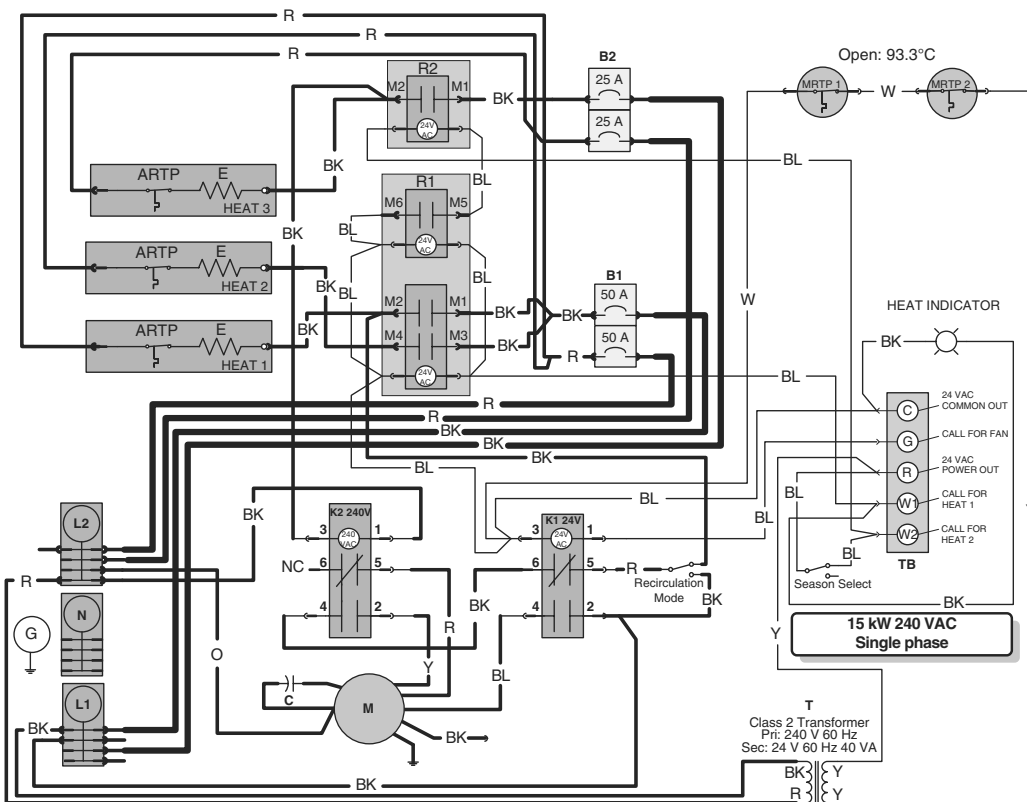 R
R
R
Open: 93.3°C
B2
R2
M2
M1
24V
AC
BK
25 A
25 A
MRTP 1
W
MRTP 2
BK
BL
BL
ARTP
E
HEAT 3
R1
M6
M5
24V
AC
BL
BK
ARTP
E
HEAT 2
BK
BL
M2
M1
M4
M3
24V
AC
BK
BK
BK
B1
50 A
50 A
R
W
HEAT INDICATOR
BK
ARTP
E
HEAT 1
BK
BL
R
R
BK
BK
BK
BL
BL
C
24 VAC
COMMON OUT
G
CALL FOR FAN
R
24 VAC
POWER OUT
W1
CALL FOR
HEAT 1
W2
CALL FOR
HEAT 2
TB
BL
BL
BL
Season Select
BK
L2
BK
R
K2 240V
3
240
VAC
1
NC
6
5
4
2
K1 24V
3
24V
AC
1
6
5
4
2
R
Recirculation
Mode
BK
BK
R
N
G
O
Y
BL
Y
15 kW 240 VAC
Single phase
L1
BK
C
M
BK
BK
T
Class 2 Transformer
Pri: 240 V 60 Hz
Sec: 24 V 60 Hz 40 VA
BK
Y
R
Y